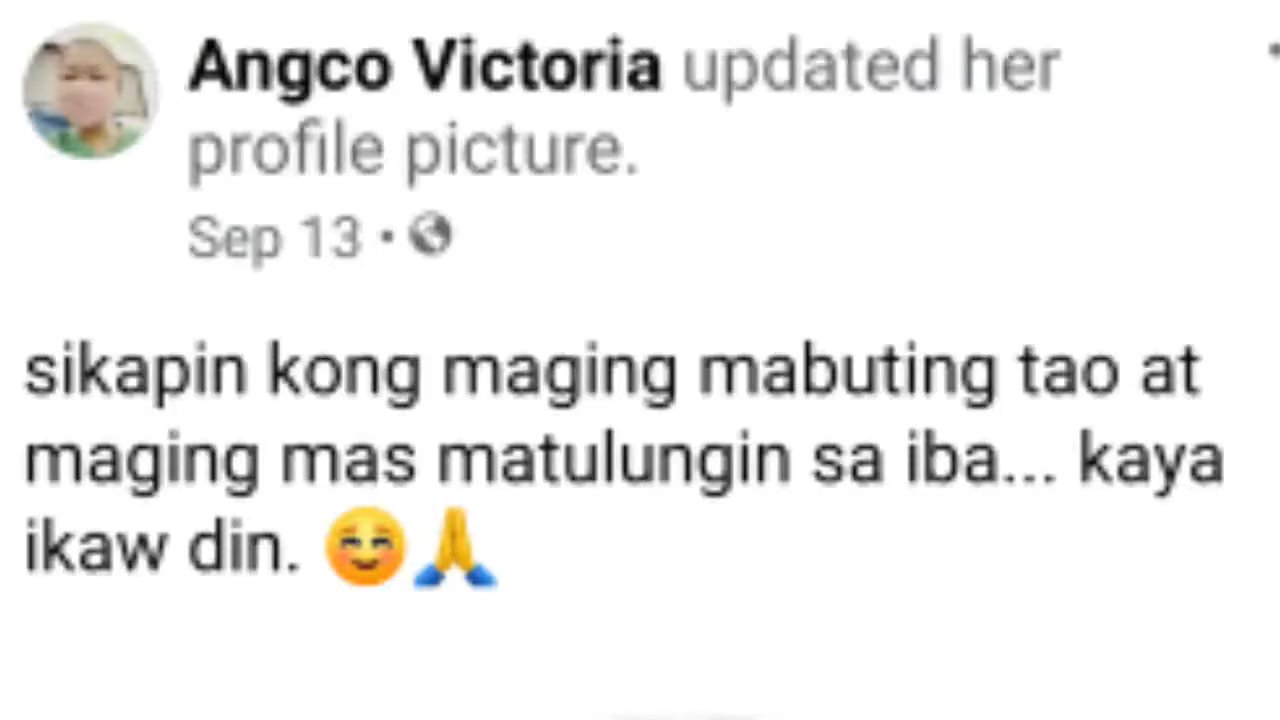 Angco Victoria updated her
profile picture.
Sep 13 •
sikapin kong maging mabuting tao at
maging mas matulungin sa iba... kaya
ikaw din. ☺️🙏